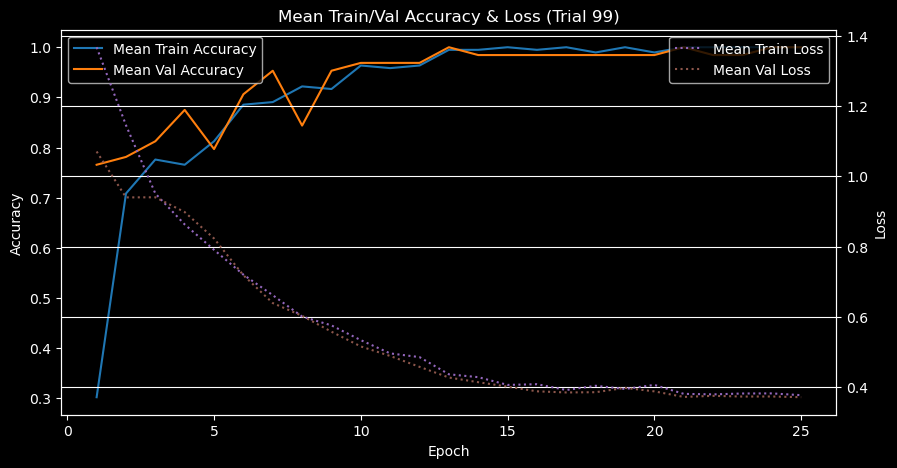 Mean Train/Val Accuracy & Loss (Trial 99)
Mean Train Accuracy
Mean Val Accuracy
Mean Train Loss
Mean Val Loss
1.0
0.9
0.8
0.7
0.6
0.5
0.4
0.3
Accuracy
1.4
1.2
1.0
0.8
0.6
0.4
Loss
0 5 10 15 20 25
Epoch